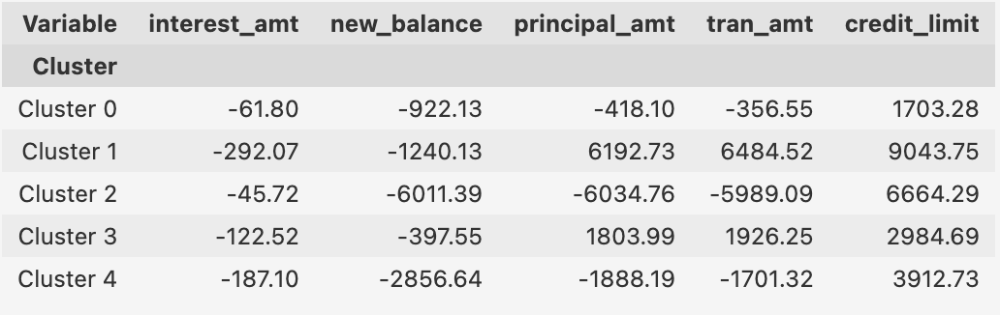 Variable interest_amt new_balance principal_amt tran_amt credit_limit
Cluster
Cluster 0 -61.80 -922.13 -418.10 -356.55 1703.28
Cluster 1 -292.07 -1240.13 6192.73 6484.52 9043.75
Cluster 2 -45.72 -6011.39 -6034.76 -5989.09 6664.29
Cluster 3 -122.52 -397.55 1803.99 1926.25 2984.69
Cluster 4 -187.10 -2856.64 -1888.19 -1701.32 3912.73